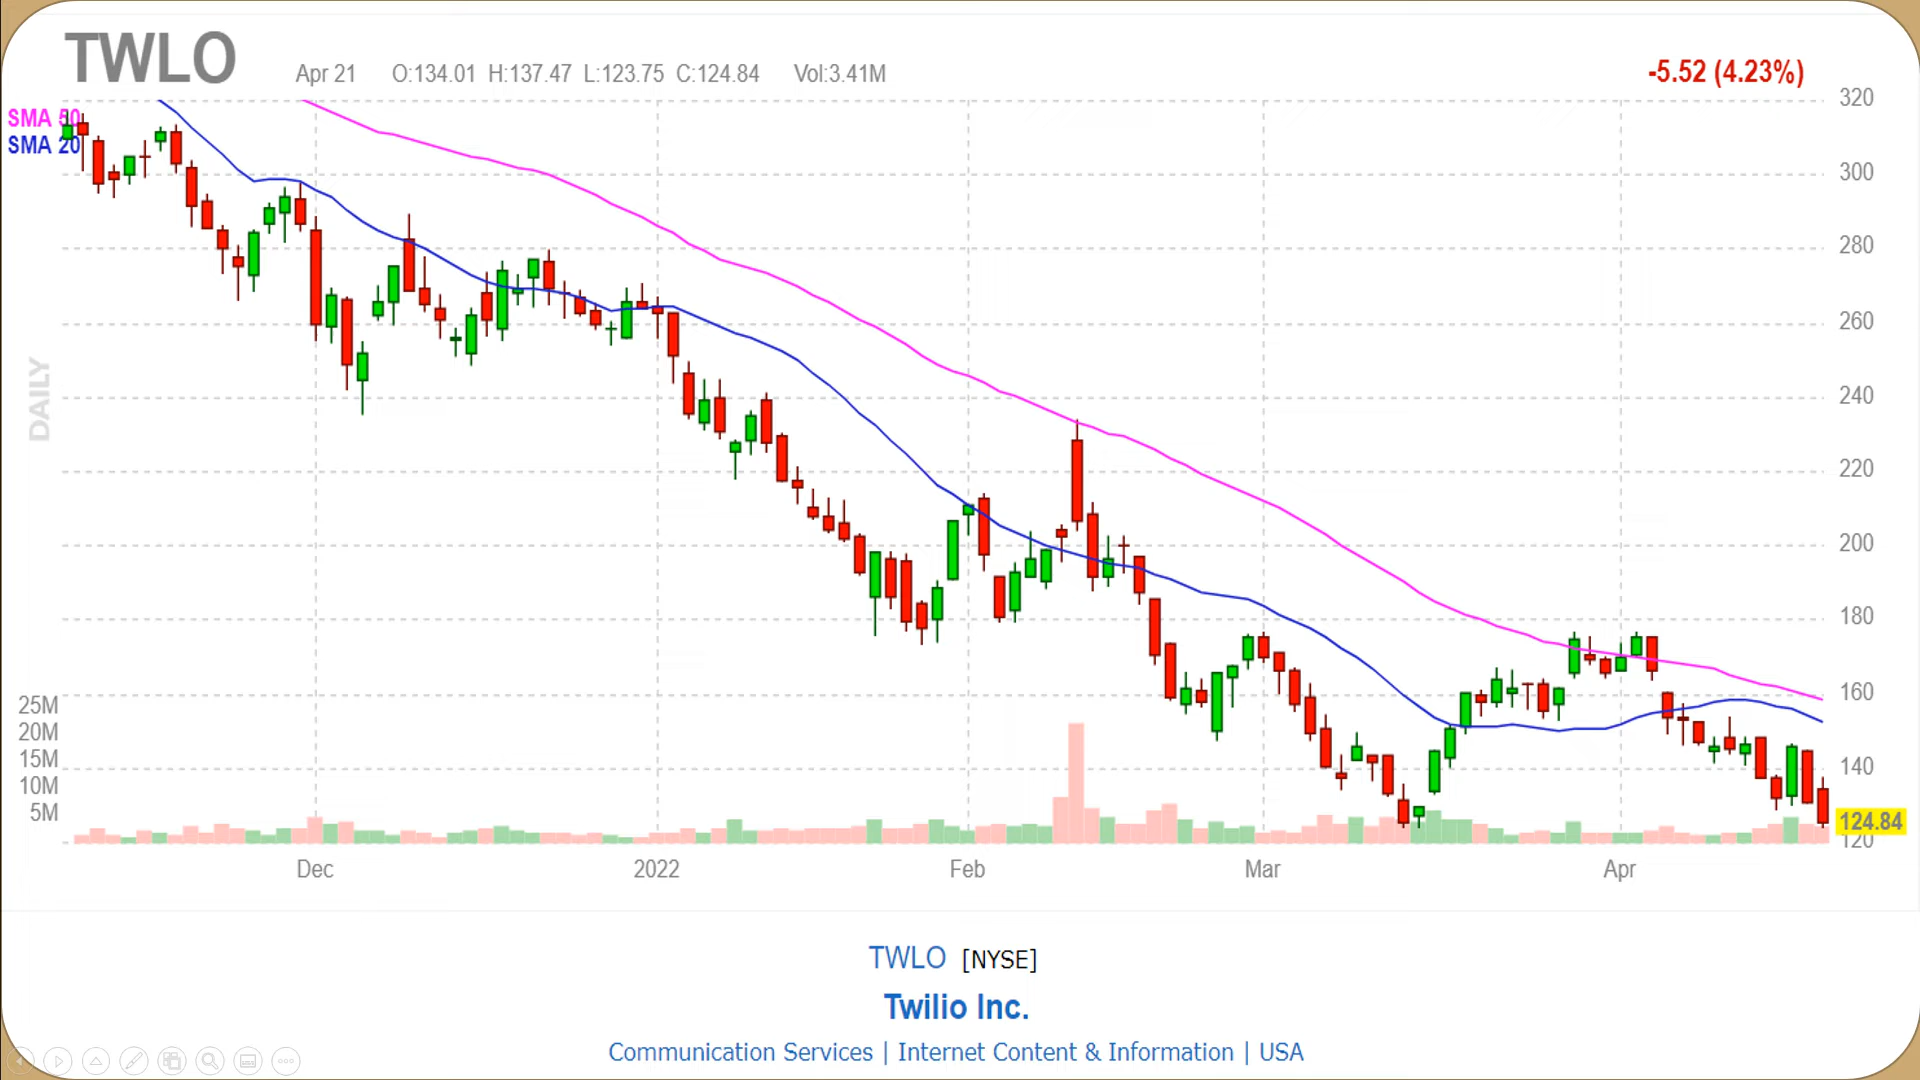 TWLO Apr 21 O:134.01 H:137.47 L:123.75 C:124.84 Vol:3.41M -5.52 (4.23%)
SMA 50
SMA 20
320
300
280
260
240
220
200
180
160
140
124.84
120
DAILY
25M
20M
15M
10M
5M
Dec 2022 Feb Mar Apr
TWLO [NYSE]
Twilio Inc.
Communication Services | Internet Content & Information | USA